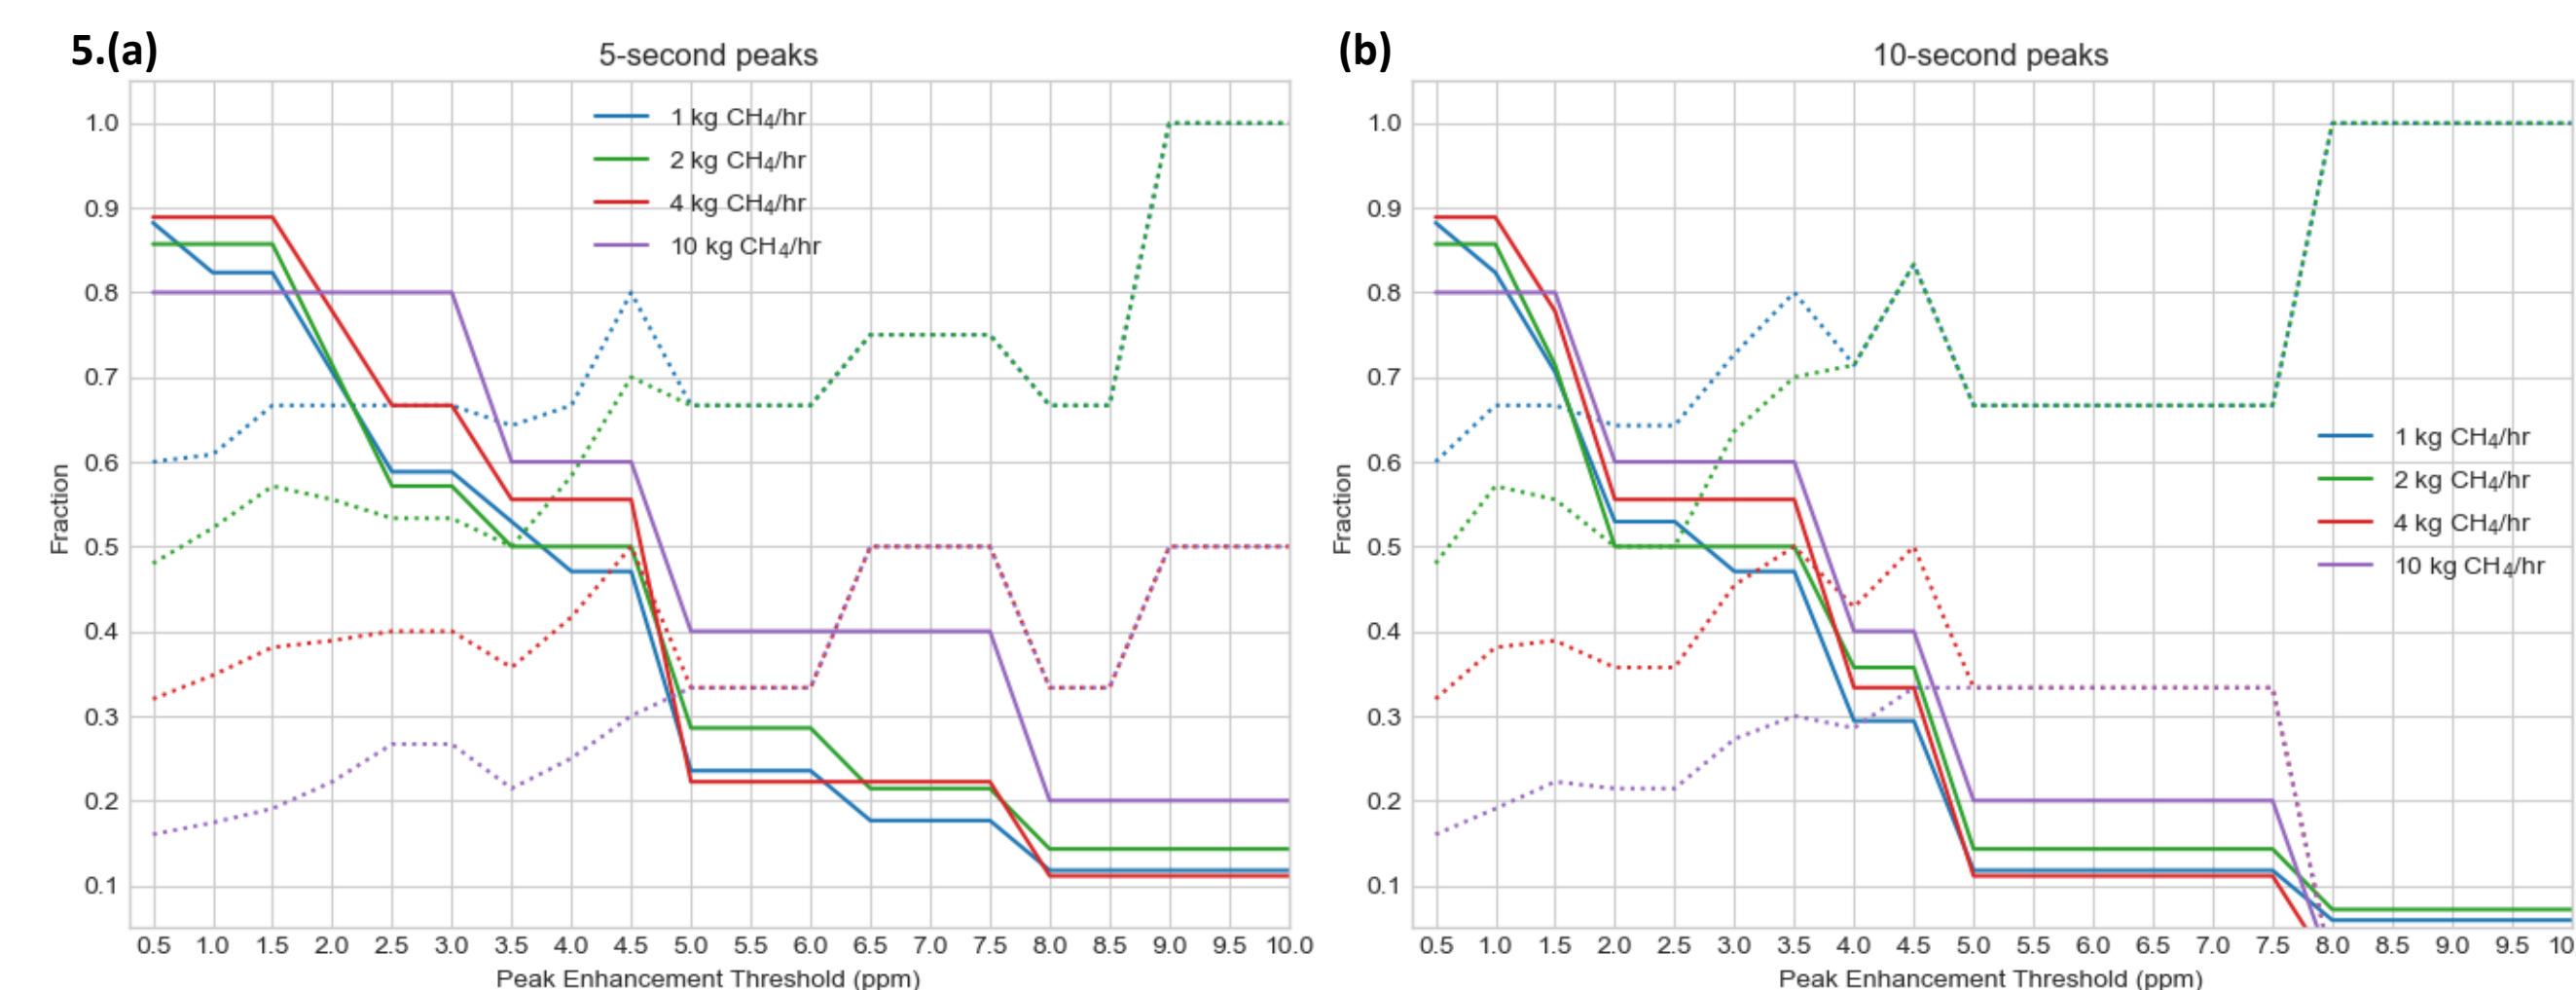 5.(a)
5-second peaks
1 kg CH₄/hr
2 kg CH₄/hr
4 kg CH₄/hr
10 kg CH₄/hr
1.0
0.9
0.8
0.7
0.6
0.5
0.4
0.3
0.2
0.1
Fraction
0.5 1.0 1.5 2.0 2.5 3.0 3.5 4.0 4.5 5.0 5.5 6.0 6.5 7.0 7.5 8.0 8.5 9.0 9.5 10.0
Peak Enhancement Threshold (ppm)
(b)
10-second peaks
1.0
0.9
0.8
0.7
0.6
0.5
0.4
0.3
0.2
0.1
Fraction
1 kg CH₄/hr
2 kg CH₄/hr
4 kg CH₄/hr
10 kg CH₄/hr
0.5 1.0 1.5 2.0 2.5 3.0 3.5 4.0 4.5 5.0 5.5 6.0 6.5 7.0 7.5 8.0 8.5 9.0 9.5 10
Peak Enhancement Threshold (ppm)